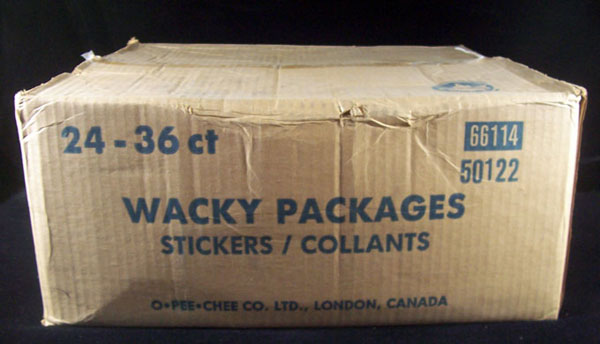 24 - 36 ct
66114
50122
WACKY PACKAGES
STICKERS / COLLANTS
O•PEE•CHEE CO. LTD., LONDON, CANADA